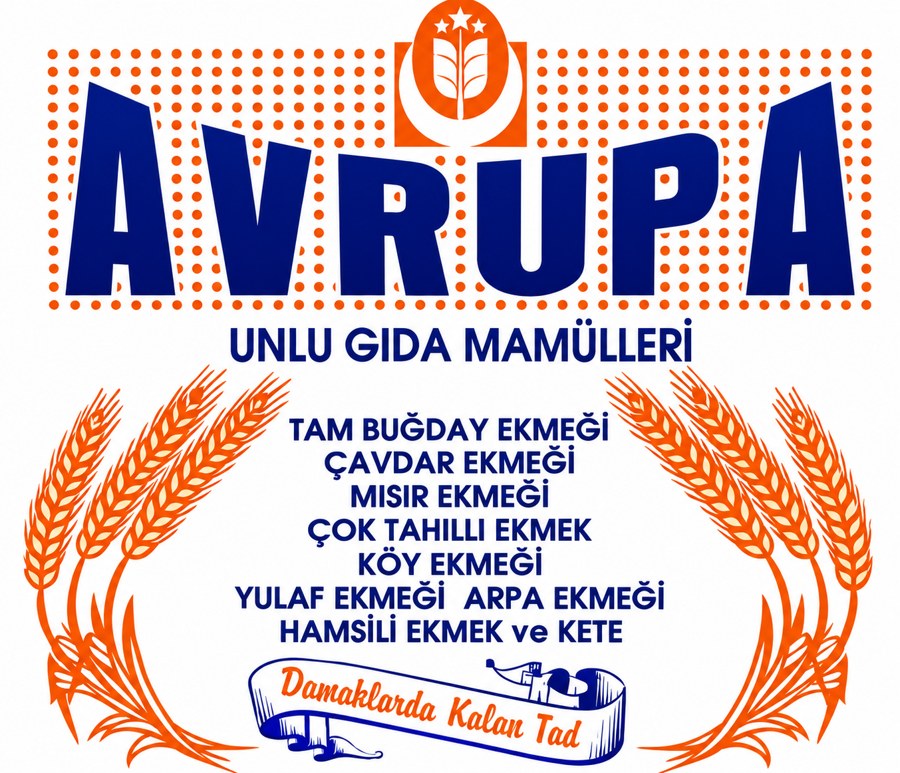 AVRUPA
UNLU GIDA MAMÜLLERİ
TAM BUĞDAY EKMEĞİ
ÇAVDAR EKMEĞİ
MISIR EKMEĞİ
ÇOK TAHILLI EKMEK
KÖY EKMEĞİ
YULAF EKMEĞİ ARPA EKMEĞİ
HAMSİLİ EKMEK ve KETE
Damaklarda Kalan Tad